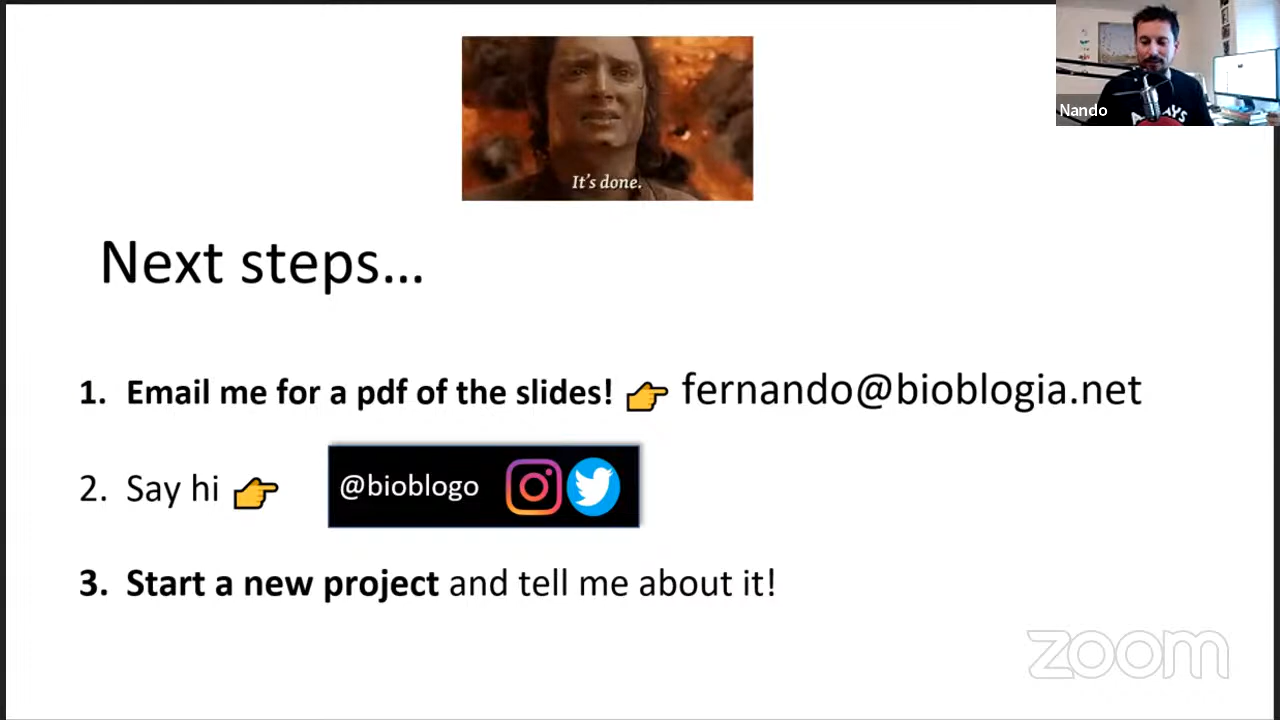 It's done.
Nando
Next steps...
1. Email me for a pdf of the slides! 👉 fernando@bioblogia.net
2. Say hi 👉 @bioblogo
3. Start a new project and tell me about it!
zoom